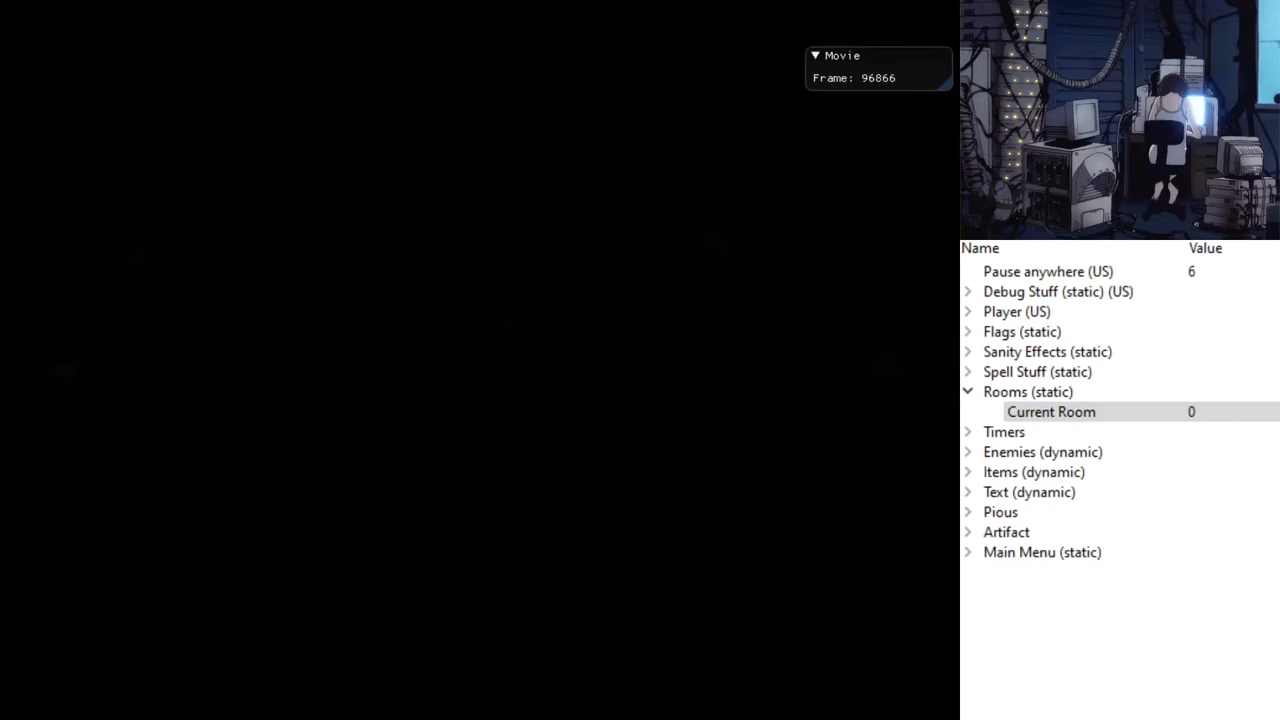 ▼ Movie
Frame: 96866
Name Value
Pause anywhere (US) 6
Debug Stuff (static) (US)
Player (US)
Flags (static)
Sanity Effects (static)
Spell Stuff (static)
Rooms (static)
Current Room 0
Timers
Enemies (dynamic)
Items (dynamic)
Text (dynamic)
Pious
Artifact
Main Menu (static)